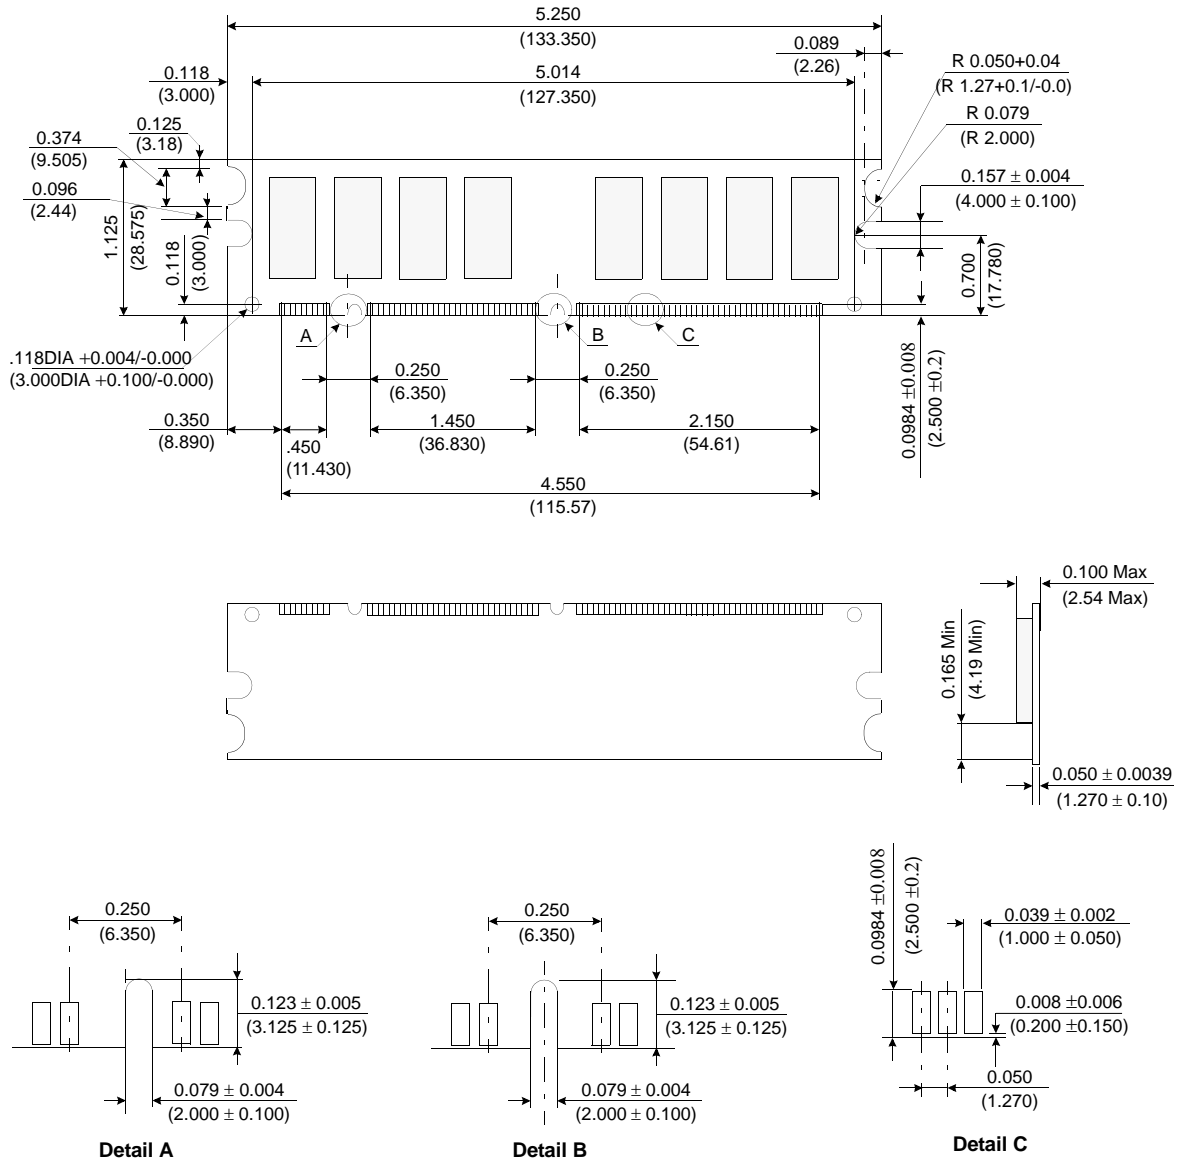 5.250
(133.350)
0.089
(2.26)
R 0.050+0.04
(R 1.27+0.1/-0.0)
0.118
(3.000)
5.014
(127.350)
R 0.079
(R 2.000)
0.125
(3.18)
0.374
(9.505)
0.157 ± 0.004
(4.000 ± 0.100)
0.096
(2.44)
1.125
(28.575)
0.118
(3.000)
0.700
(17.780)
A
B
C
.118DIA +0.004/-0.000
(3.000DIA +0.100/-0.000)
0.250
(6.350)
0.250
(6.350)
0.0984 ±0.008
(2.500 ±0.2)
0.350
(8.890)
.450
(11.430)
1.450
(36.830)
2.150
(54.61)
4.550
(115.57)
0.100 Max
(2.54 Max)
0.165 Min
(4.19 Min)
0.050 ± 0.0039
(1.270 ± 0.10)
0.250
(6.350)
0.123 ± 0.005
(3.125 ± 0.125)
0.079 ± 0.004
(2.000 ± 0.100)
Detail A
0.250
(6.350)
0.123 ± 0.005
(3.125 ± 0.125)
0.079 ± 0.004
(2.000 ± 0.100)
Detail B
0.0984 ±0.008
(2.500 ±0.2)
0.039 ± 0.002
(1.000 ± 0.050)
0.008 ±0.006
(0.200 ±0.150)
0.050
(1.270)
Detail C